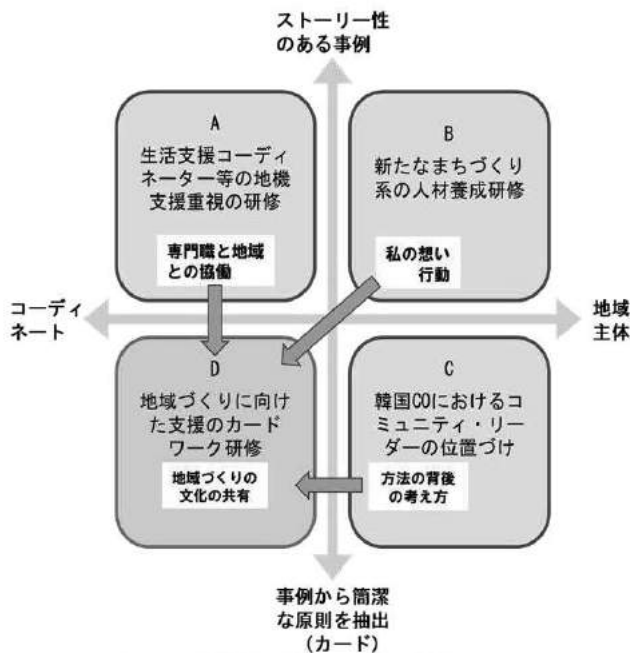 ストーリー性
のある事例
A
生活支援コーディ
ネーター等の地機
支援重視の研修
専門職と地域
との協働
B
新たなまちづくり
系の人材養成研修
私の想い
行動
コーディ
ネート
地域
主体
D
地域づくりに向け
た支援のカード
ワーク研修
地域づくりの
文化の共有
C
韓国COにおけるコ
ミュニティ・リー
ダーの位置づけ
方法の背後
の考え方
事例から簡潔
な原則を抽出
（カード）